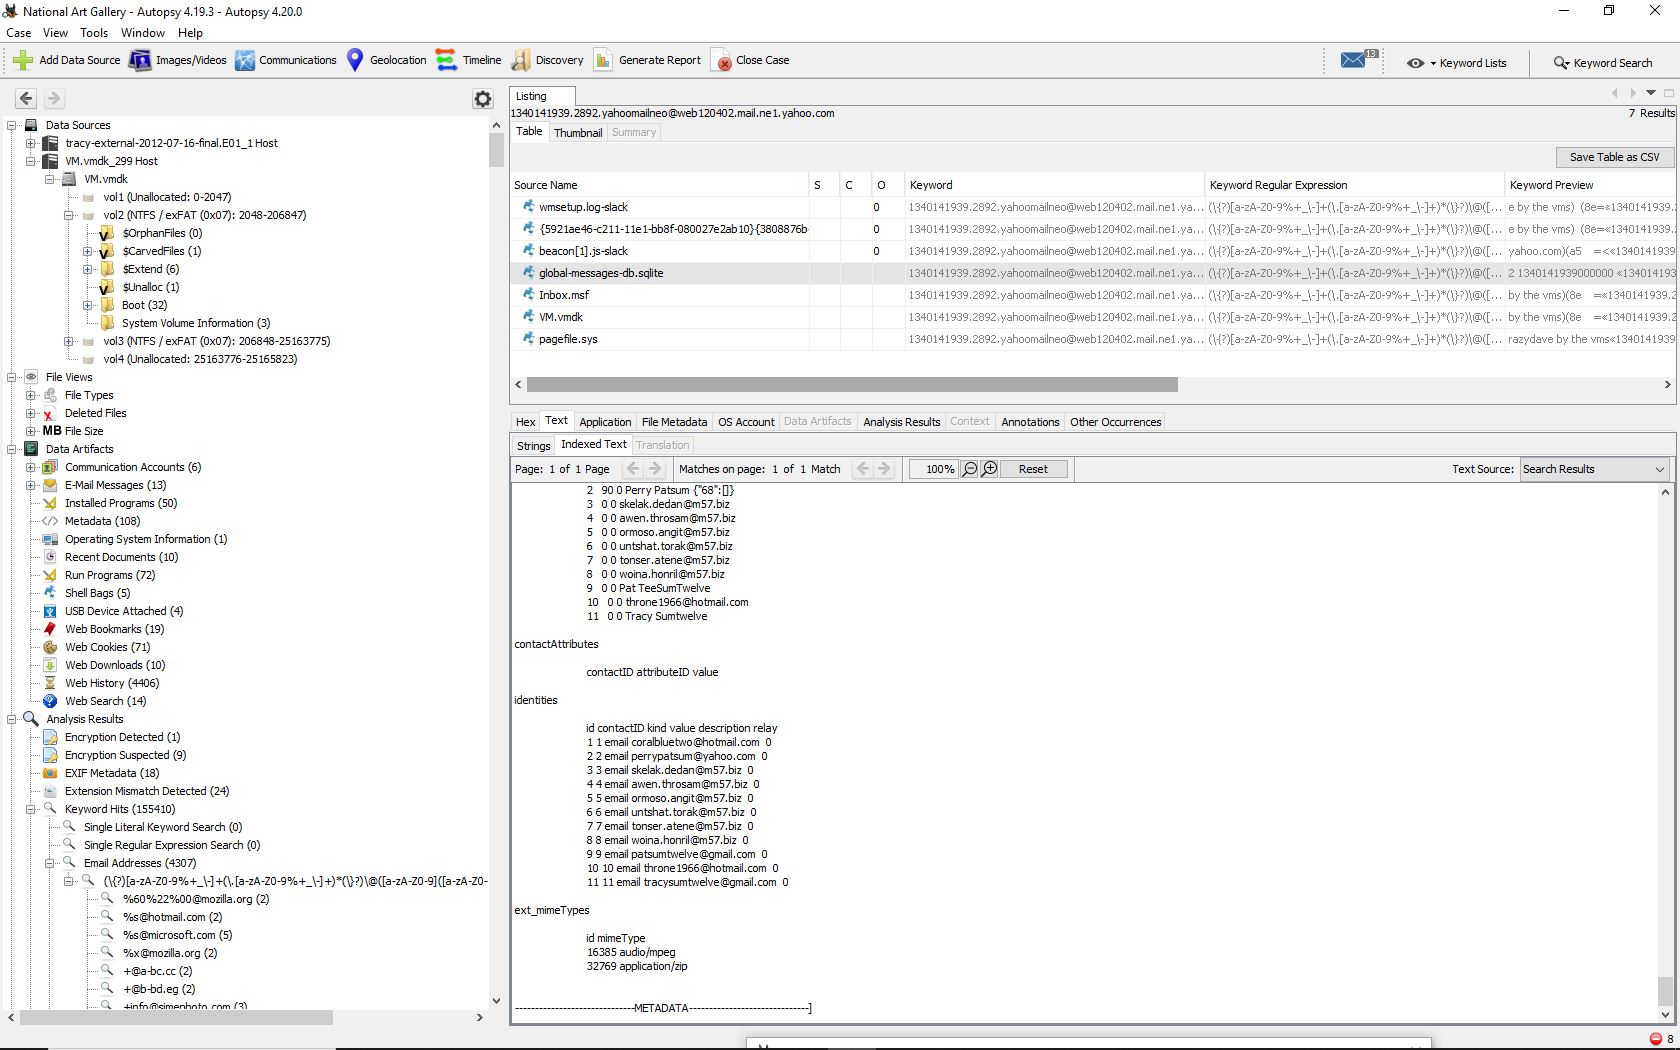 National Art Gallery - Autopsy 4.19.3 - Autopsy 4.20.0
Case View Tools Window Help
Add Data Source Images/Videos Communications Geolocation Timeline Discovery Generate Report Close Case 13 Keyword Lists Keyword Search
Data Sources
tracy-external-2012-07-16-final.E01_1 Host
VM.vmdk_299 Host
VM.vmdk
vol1 (Unallocated: 0-2047)
vol2 (NTFS / exFAT (0x07): 2048-206847)
$OrphanFiles (0)
$CarvedFiles (1)
$Extend (6)
$Unalloc (1)
Boot (32)
System Volume Information (3)
vol3 (NTFS / exFAT (0x07): 206848-25163775)
vol4 (Unallocated: 25163776-25165823)
File Views
File Types
Deleted Files
MB File Size
Data Artifacts
Communication Accounts (6)
E-Mail Messages (13)
Installed Programs (50)
Metadata (108)
Operating System Information (1)
Recent Documents (10)
Run Programs (72)
Shell Bags (5)
USB Device Attached (4)
Web Bookmarks (19)
Web Cookies (71)
Web Downloads (10)
Web History (4406)
Web Search (14)
Analysis Results
Encryption Detected (1)
Encryption Suspected (9)
EXIF Metadata (18)
Extension Mismatch Detected (24)
Keyword Hits (155410)
Single Literal Keyword Search (0)
Single Regular Expression Search (0)
Email Addresses (4307)
(\{?)[a-zA-Z0-9%+_\-]+(\.[a-zA-Z0-9%+_\-]+)*(\}?)\@([a-zA-Z0-9]([a-zA-Z0-
%60%22%00@mozilla.org (2)
%s@hotmail.com (2)
%s@microsoft.com (5)
%x@mozilla.org (2)
+@a-bc.cc (2)
+@b-bd.eg (2)
+info@simephoto.com (3)
Listing
1340141939.2892.yahoomailneo@web120402.mail.ne1.yahoo.com 7 Results
Table Thumbnail Summary
Save Table as CSV
Source Name S C O Keyword Keyword Regular Expression Keyword Preview
wmsetup.log-slack 0 1340141939.2892.yahoomailneo@web120402.mail.ne1.ya... (\{?)[a-zA-Z0-9%+_\-]+(\.[a-zA-Z0-9%+_\-]+)*(\}?)\@([... e by the vms) (8e=«1340141939.
{5921ae46-c211-11e1-bb8f-080027e2ab10}{3808876b- 1340141939.2892.yahoomailneo@web120402.mail.ne1.ya... (\{?)[a-zA-Z0-9%+_\-]+(\.[a-zA-Z0-9%+_\-]+)*(\}?)\@([... e by the vms) (8e=«1340141939.
beacon[1].js-slack 0 1340141939.2892.yahoomailneo@web120402.mail.ne1.ya... (\{?)[a-zA-Z0-9%+_\-]+(\.[a-zA-Z0-9%+_\-]+)*(\}?)\@([... yahoo.com)(a5 =<«1340141939
global-messages-db.sqlite 1340141939.2892.yahoomailneo@web120402.mail.ne1.ya... (\{?)[a-zA-Z0-9%+_\-]+(\.[a-zA-Z0-9%+_\-]+)*(\}?)\@([... 2 1340141939000000 «13401419
Inbox.msf 1340141939.2892.yahoomailneo@web120402.mail.ne1.ya... (\{?)[a-zA-Z0-9%+_\-]+(\.[a-zA-Z0-9%+_\-]+)*(\}?)\@([... by the vms)(8e =«1340141939.
VM.vmdk 1340141939.2892.yahoomailneo@web120402.mail.ne1.ya... (\{?)[a-zA-Z0-9%+_\-]+(\.[a-zA-Z0-9%+_\-]+)*(\}?)\@([... by the vms)(8e =«1340141939.
pagefile.sys 1340141939.2892.yahoomailneo@web120402.mail.ne1.ya... (\{?)[a-zA-Z0-9%+_\-]+(\.[a-zA-Z0-9%+_\-]+)*(\}?)\@([... razydave by the vms«1340141939
Hex Text Application File Metadata OS Account Data Artifacts Analysis Results Context Annotations Other Occurrences
Strings Indexed Text Translation
Page: 1 of 1 Page Matches on page: 1 of 1 Match 100% Reset Text Source: Search Results
2 90 0 Perry Patsum {"68":[]}
3 0 0 skelak.dedan@m57.biz
4 0 0 awen.throsam@m57.biz
5 0 0 ormoso.angit@m57.biz
6 0 0 untshat.torak@m57.biz
7 0 0 tonser.atene@m57.biz
8 0 0 woina.honril@m57.biz
9 0 0 Pat TeeSumTwelve
10 0 0 throne1966@hotmail.com
11 0 0 Tracy Sumtwelve
contactAttributes
contactID attributeID value
identities
id contactID kind value description relay
1 1 email coralbluetwo@hotmail.com 0
2 2 email perrypatsum@yahoo.com 0
3 3 email skelak.dedan@m57.biz 0
4 4 email awen.throsam@m57.biz 0
5 5 email ormoso.angit@m57.biz 0
6 6 email untshat.torak@m57.biz 0
7 7 email tonser.atene@m57.biz 0
8 8 email woina.honril@m57.biz 0
9 9 email patsumtwelve@gmail.com 0
10 10 email throne1966@hotmail.com 0
11 11 email tracysumtwelve@gmail.com 0
ext_mimeTypes
id mimeType
16385 audio/mpeg
32769 application/zip
------------------------------METADATA------------------------------]
8